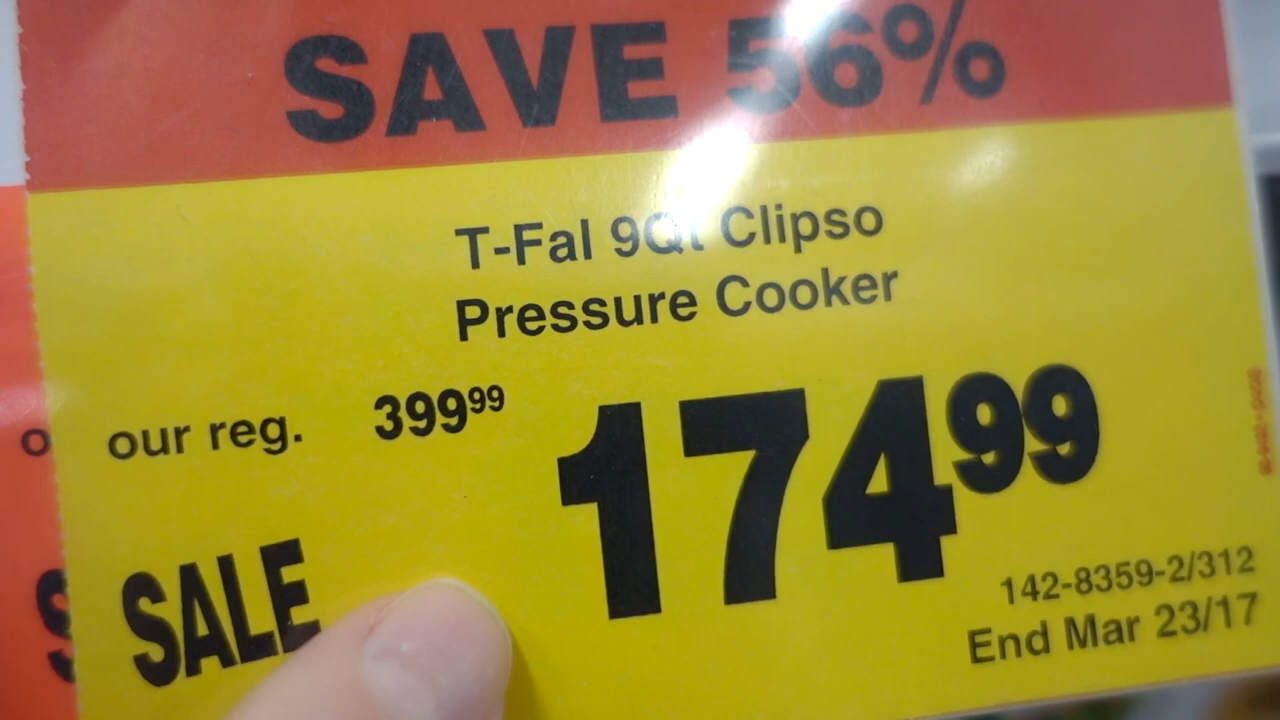 SAVE 56%
T-Fal 9Qt Clipso
Pressure Cooker
our reg. 399⁹⁹
174⁹⁹
SALE
142-8359-2/312
End Mar 23/17